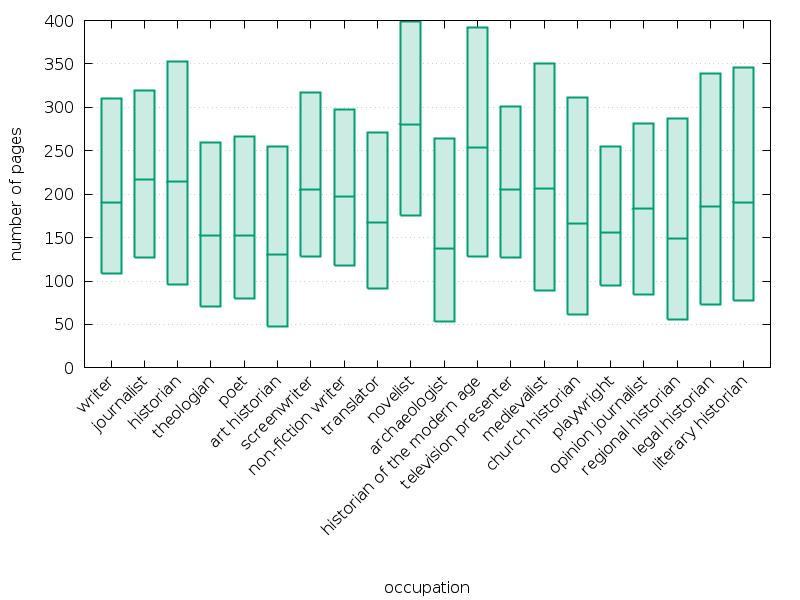 400
350
300
250
200
150
100
50
0
number of pages
writer
journalist
historian
theologian
poet
art historian
screenwriter
non-fiction writer
translator
novelist
archaeologist
historian of the modern age
television presenter
medievalist
church historian
playwright
opinion journalist
regional historian
legal historian
literary historian
occupation